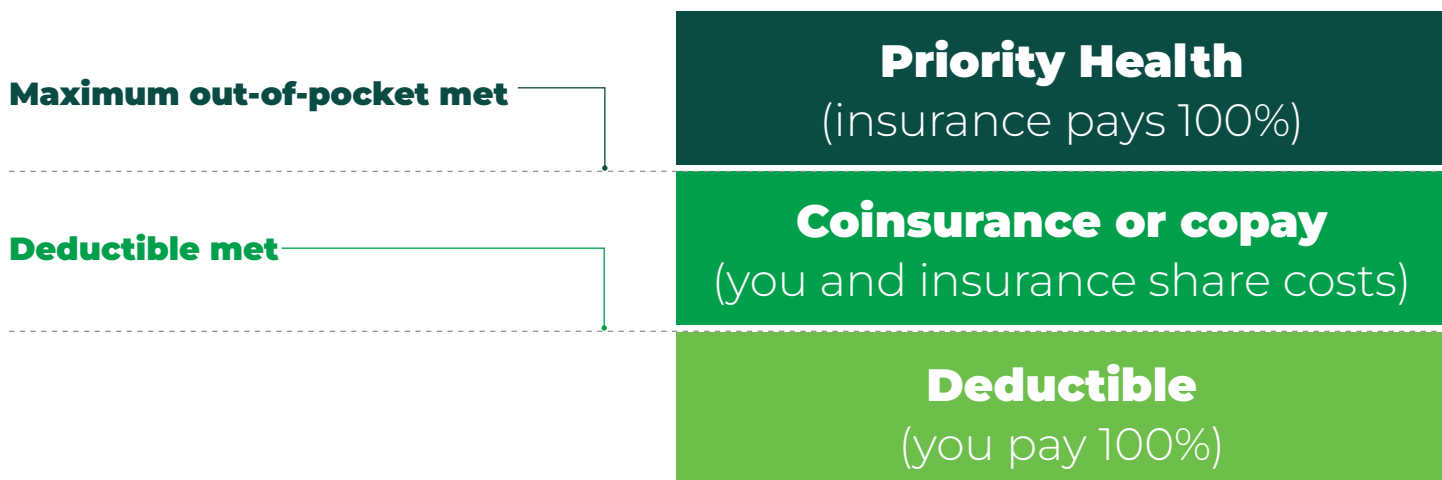 Maximum out-of-pocket met
Priority Health
(insurance pays 100%)
Deductible met
Coinsurance or copay
(you and insurance share costs)
Deductible
(you pay 100%)